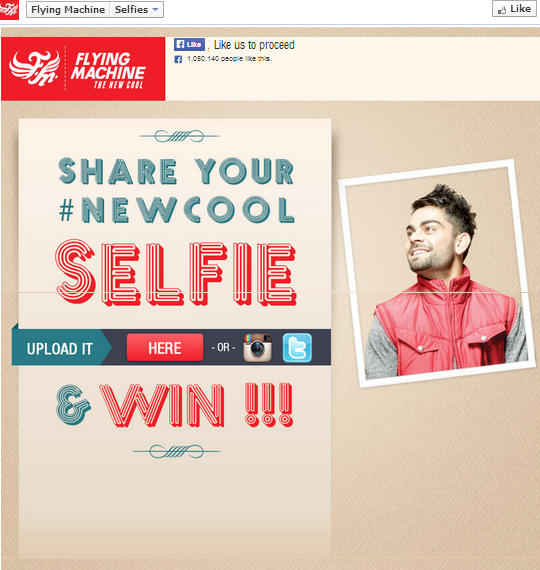 Flying Machine Selfies Like
Like , Like us to proceed
1,050,140 people like this.
Fm
FLYING
MACHINE
THE NEW COOL
SHARE YOUR
#NEWCOOL
SELFIE
UPLOAD IT HERE - OR -
& WIN !!!